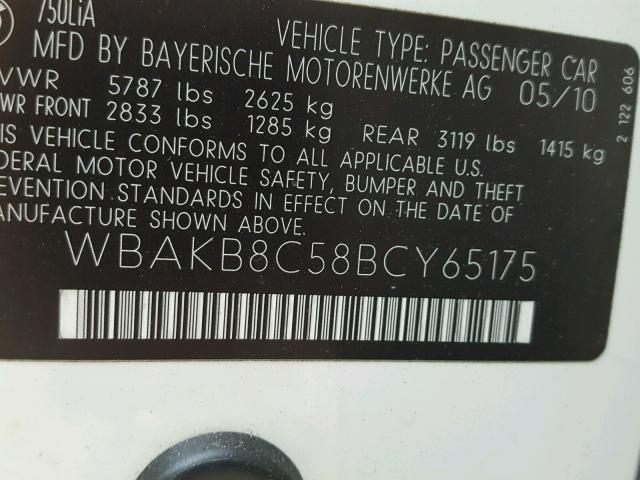 750LiA
VEHICLE TYPE: PASSENGER CAR
MFD BY BAYERISCHE MOTORENWERKE AG 05/10
VWR 5787 lbs 2625 kg
WR FRONT 2833 lbs 1285 kg REAR 3119 lbs 1415 kg
IS VEHICLE CONFORMS TO ALL APPLICABLE U.S.
DERAL MOTOR VEHICLE SAFETY, BUMPER AND THEFT
EVENTION STANDARDS IN EFFECT ON THE DATE OF
ANUFACTURE SHOWN ABOVE.
WBAKB8C58BCY65175
2 122 606